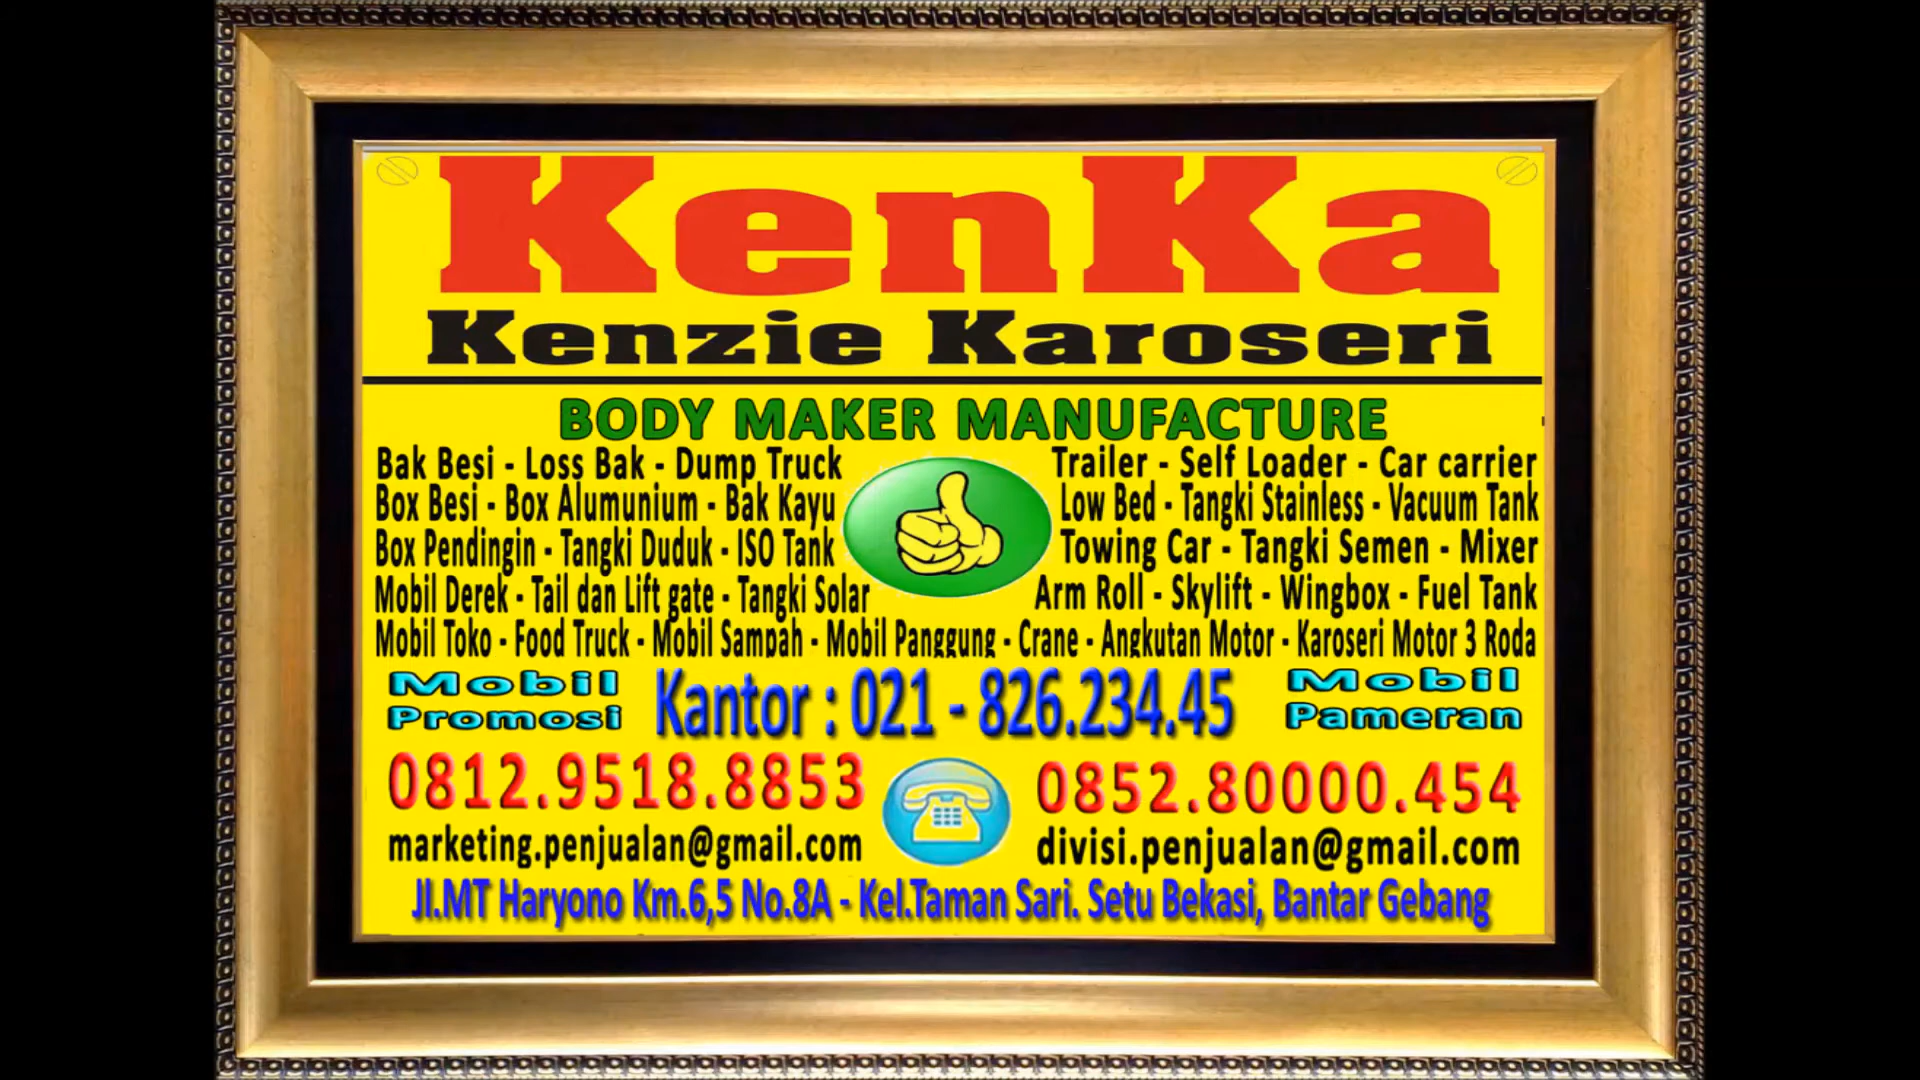 KenKa
Kenzie Karoseri
BODY MAKER MANUFACTURE
Bak Besi - Loss Bak - Dump Truck
Box Besi - Box Alumunium - Bak Kayu
Box Pendingin - Tangki Duduk - ISO Tank
Mobil Derek - Tail dan Lift gate - Tangki Solar
Trailer - Self Loader - Car carrier
Low Bed - Tangki Stainless - Vacuum Tank
Towing Car - Tangki Semen - Mixer
Arm Roll - Skylift - Wingbox - Fuel Tank
Mobil Toko - Food Truck - Mobil Sampah - Mobil Panggung - Crane - Angkutan Motor - Karoseri Motor 3 Roda
Mobil
Promosi
Kantor : 021 - 826.234.45
Mobil
Pameran
0812.9518.8853
marketing.penjualan@gmail.com
0852.80000.454
divisi.penjualan@gmail.com
Jl.MT Haryono Km.6,5 No.8A - Kel.Taman Sari. Setu Bekasi, Bantar Gebang